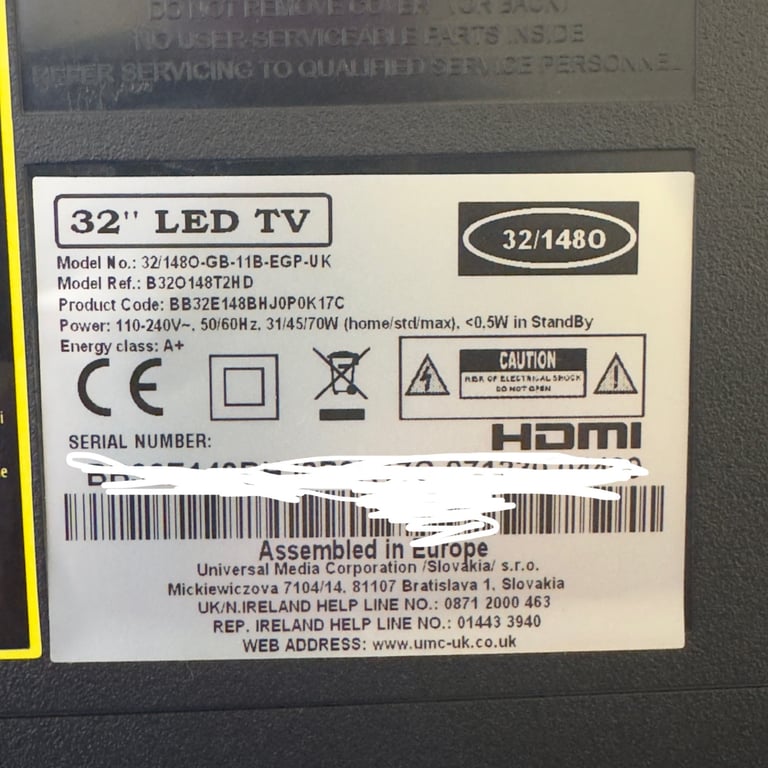 DO NOT REMOVE COVER (OR BACK)
NO USER-SERVICEABLE PARTS INSIDE
REFER SERVICING TO QUALIFIED SERVICE PERSONNEL
32" LED TV
32/148O
Model No.: 32/148O-GB-11B-EGP-UK
Model Ref.: B32O148T2HD
Product Code: BB32E148BHJ0P0K17C
Power: 110-240V~, 50/60Hz, 31/45/70W (home/std/max), <0.5W in StandBy
Energy class: A+
CE
CAUTION
RISK OF ELECTRICAL SHOCK
DO NOT OPEN
SERIAL NUMBER:
HDMI
Assembled in Europe
Universal Media Corporation /Slovakia/ s.r.o.
Mickiewiczova 7104/14, 81107 Bratislava 1, Slovakia
UK/N.IRELAND HELP LINE NO.: 0871 2000 463
REP. IRELAND HELP LINE NO.: 01443 3940
WEB ADDRESS: www.umc-uk.co.uk